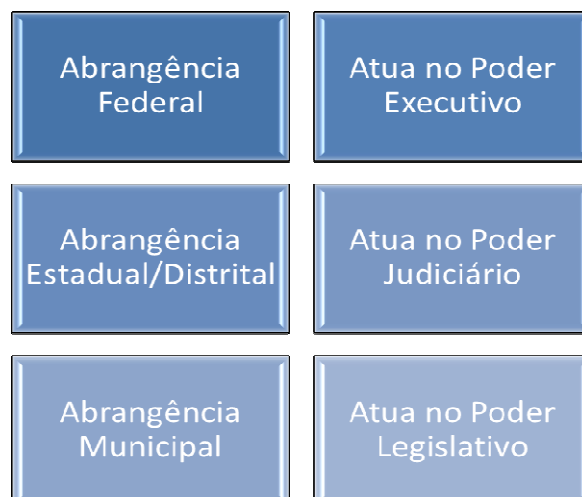 Abrangência
Federal
Atua no Poder
Executivo
Abrangência
Estadual/Distrital
Atua no Poder
Judiciário
Abrangência
Municipal
Atua no Poder
Legislativo